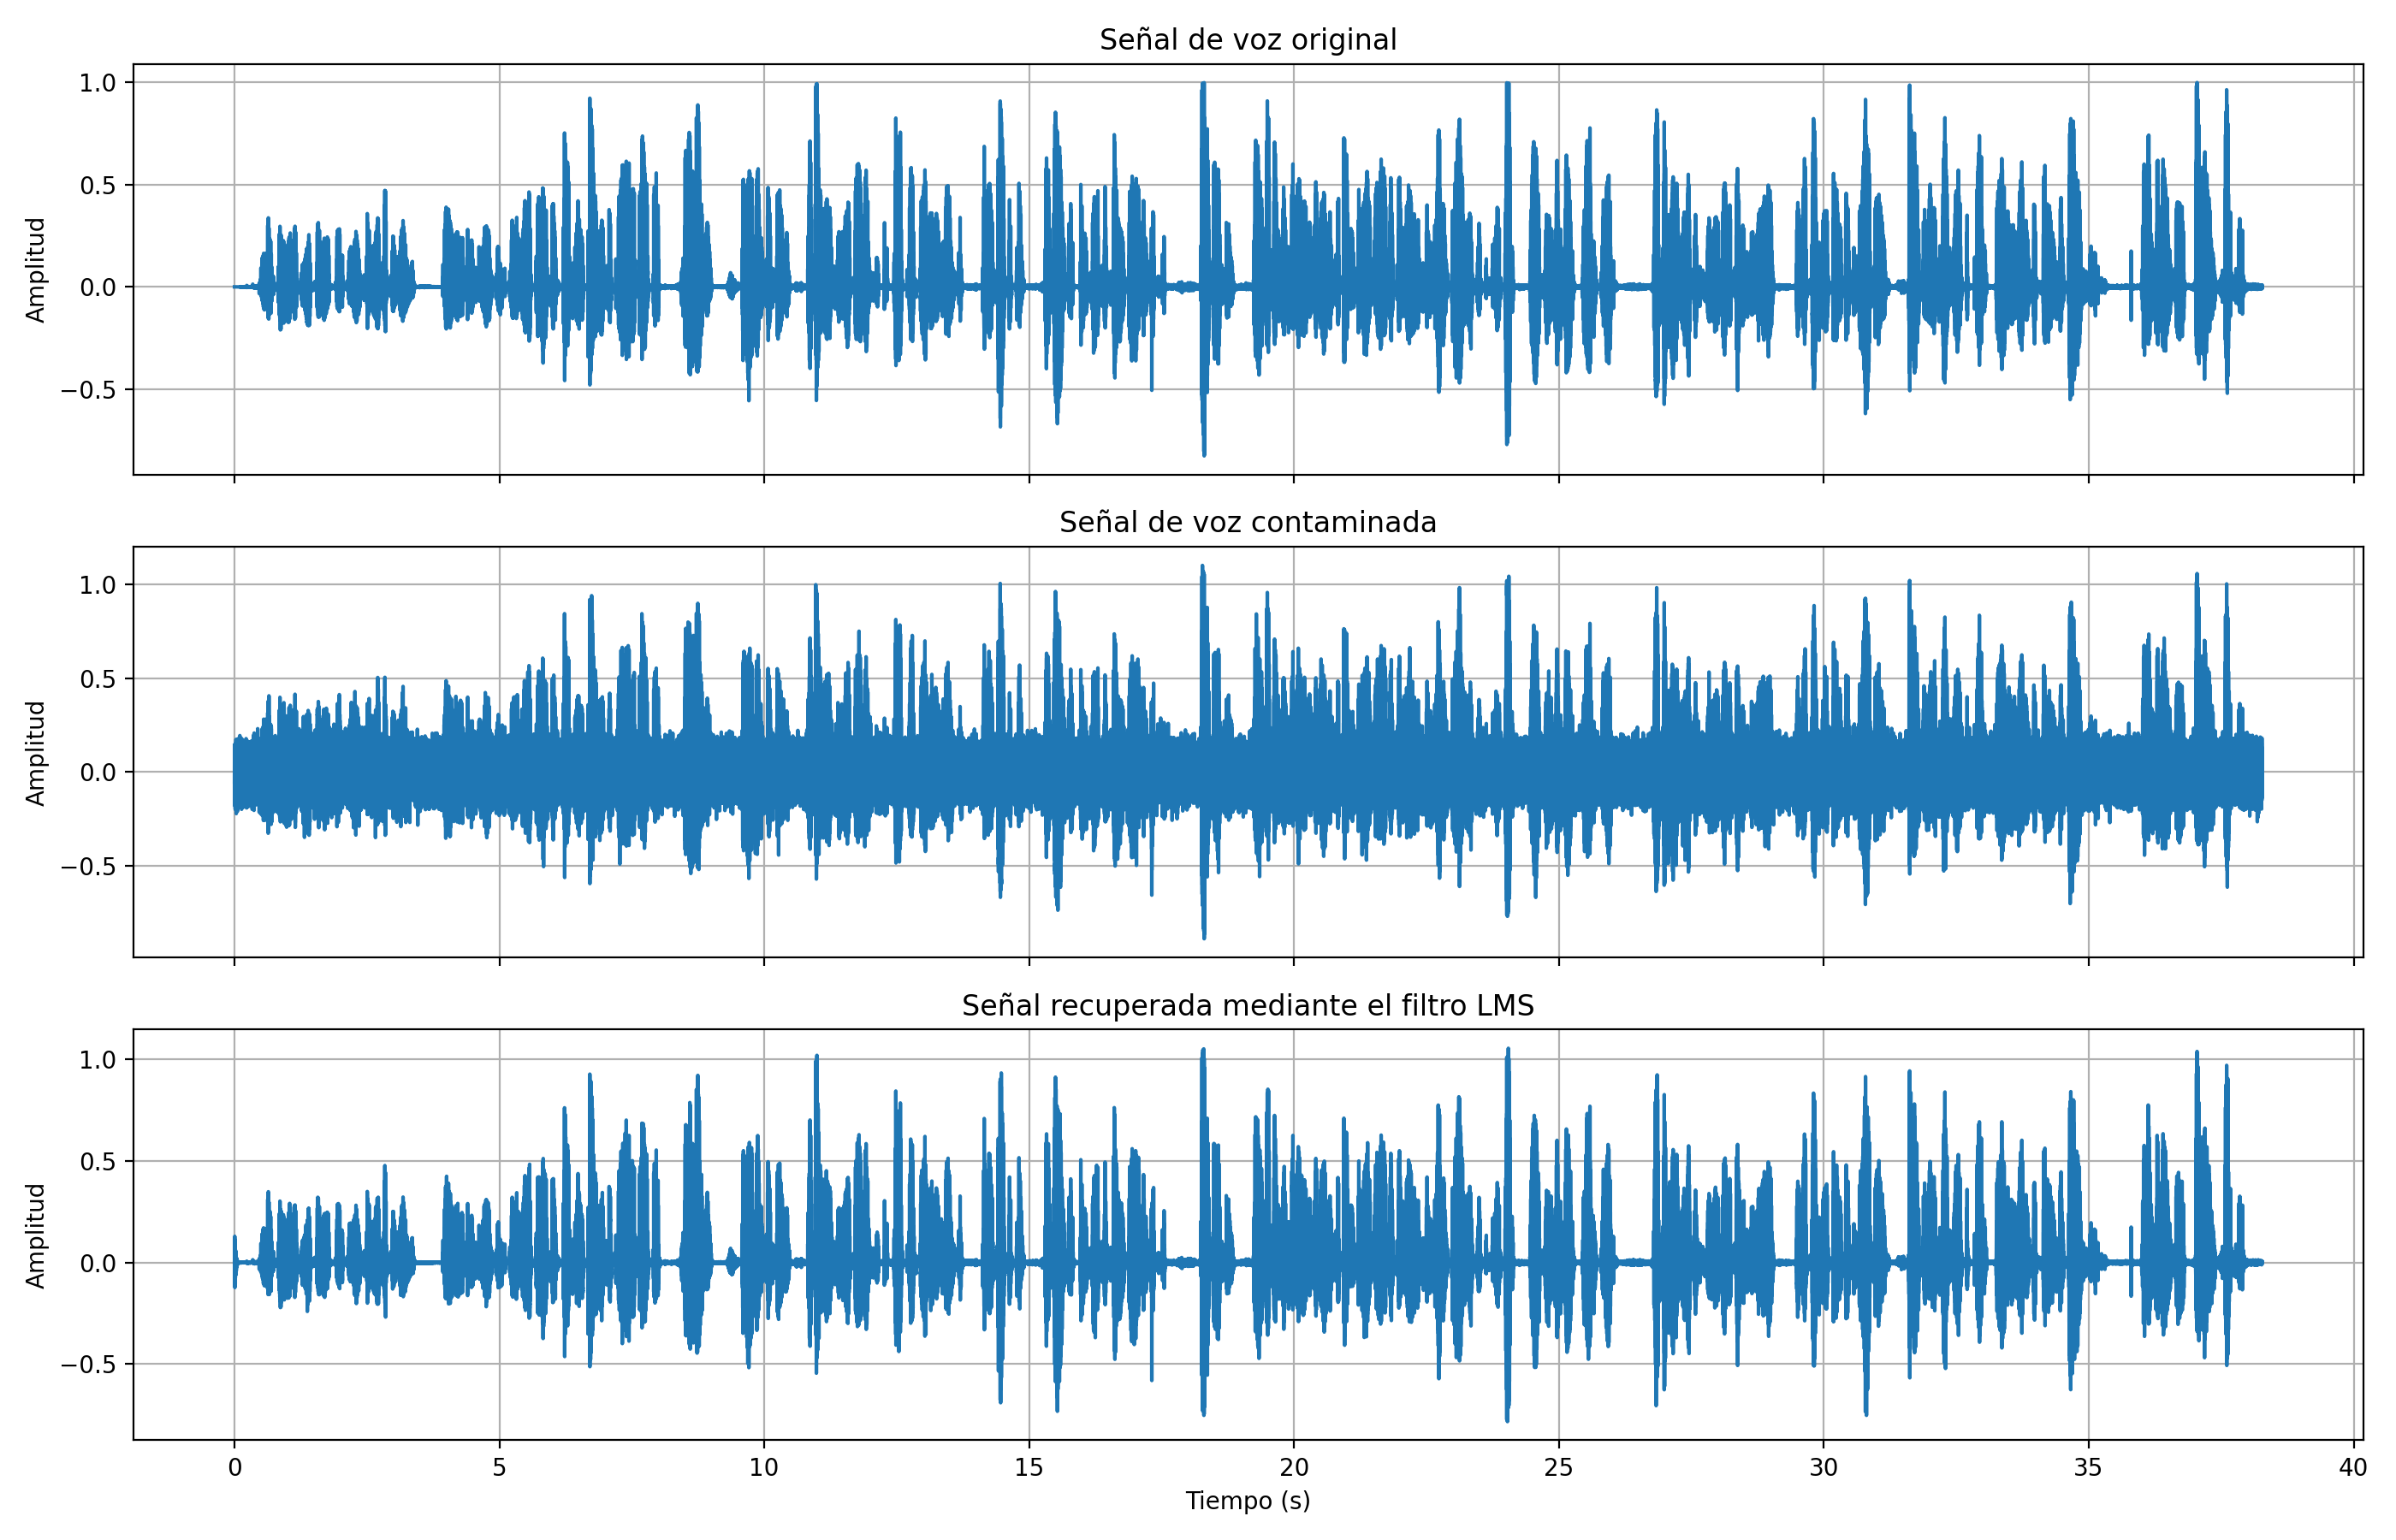 Señal de voz original
1.0
0.5
0.0
−0.5
Amplitud
Señal de voz contaminada
1.0
0.5
0.0
−0.5
Amplitud
Señal recuperada mediante el filtro LMS
1.0
0.5
0.0
−0.5
Amplitud
0 5 10 15 20 25 30 35 40
Tiempo (s)